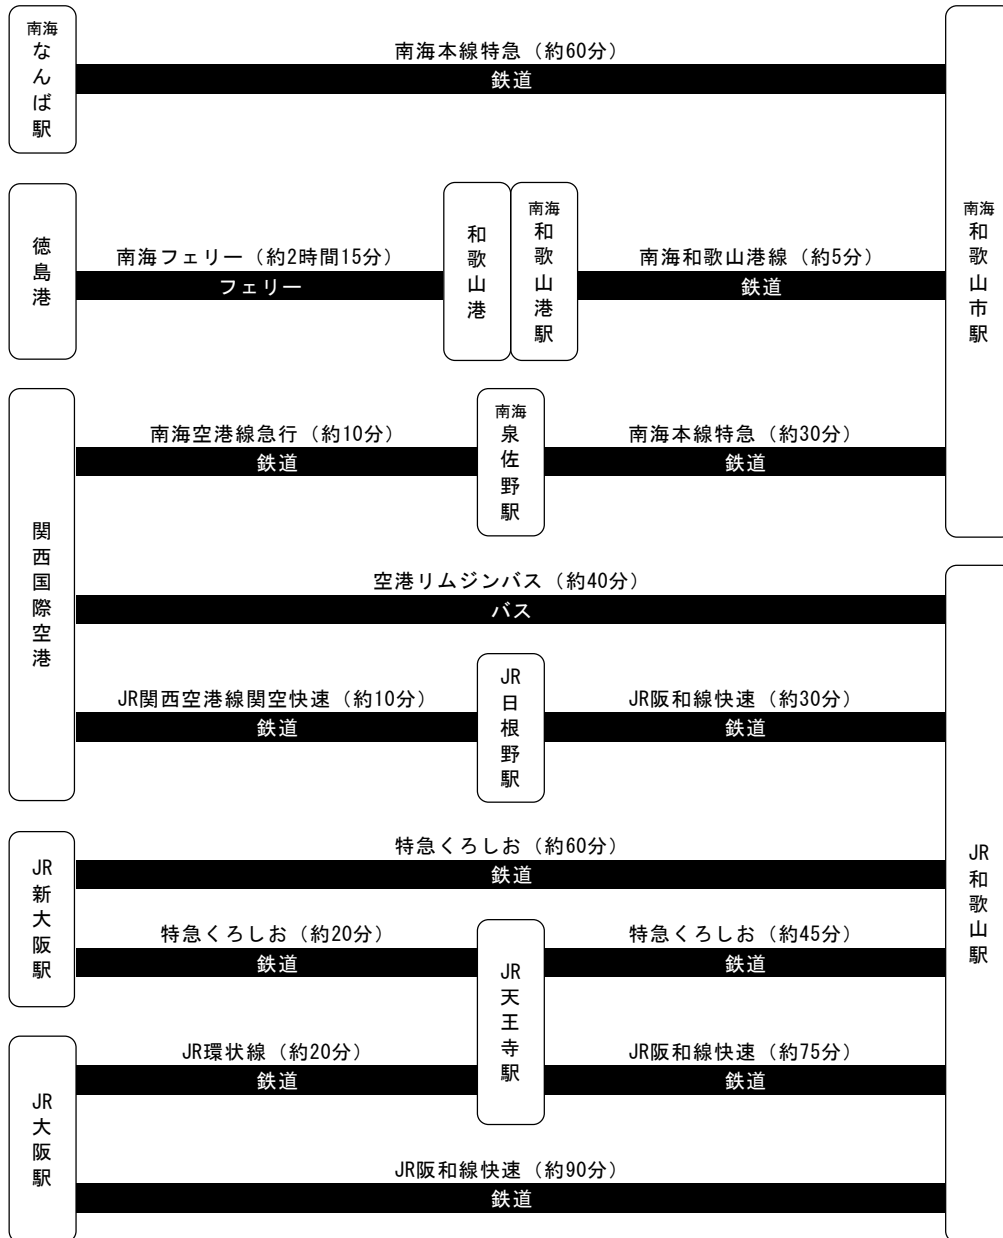 南海
なんば駅
南海本線特急（約60分）
鉄道
徳島港
南海フェリー（約2時間15分）
フェリー
和歌山港
南海
和歌山港駅
南海和歌山港線（約5分）
鉄道
南海
和歌山市駅
関西国際空港
南海空港線急行（約10分）
鉄道
南海
泉佐野駅
南海本線特急（約30分）
鉄道
空港リムジンバス（約40分）
バス
JR関西空港線関空快速（約10分）
鉄道
JR
日根野駅
JR阪和線快速（約30分）
鉄道
JR
新大阪駅
特急くろしお（約60分）
鉄道
特急くろしお（約20分）
鉄道
JR
天王寺駅
特急くろしお（約45分）
鉄道
JR
和歌山駅
JR
大阪駅
JR環状線（約20分）
鉄道
JR阪和線快速（約75分）
鉄道
JR阪和線快速（約90分）
鉄道